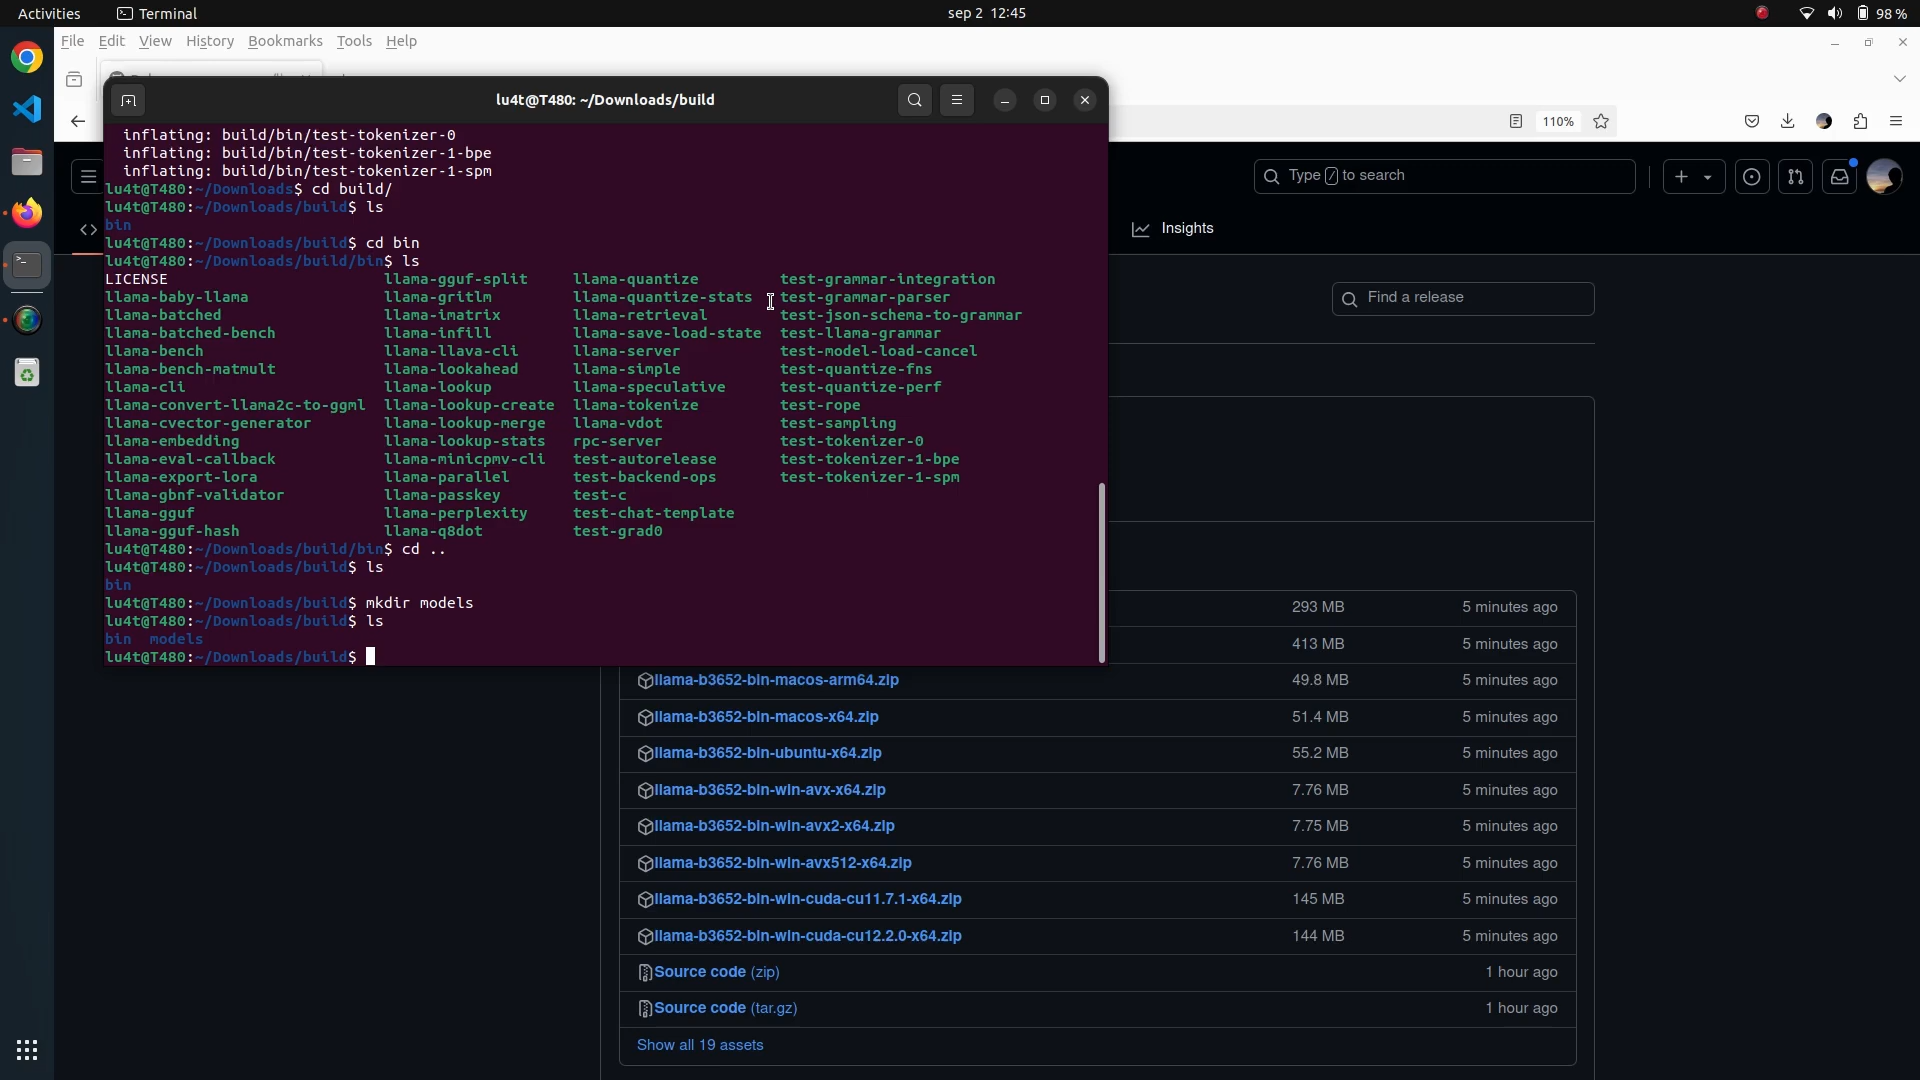 Activities
Terminal
sep 2 12:45
98 %
File Edit View History Bookmarks Tools Help
110%
lu4t@T480: ~/Downloads/build
inflating: build/bin/test-tokenizer-0
inflating: build/bin/test-tokenizer-1-bpe
inflating: build/bin/test-tokenizer-1-spm
lu4t@T480:~/Downloads$ cd build/
lu4t@T480:~/Downloads/build$ ls
bin
lu4t@T480:~/Downloads/build$ cd bin
lu4t@T480:~/Downloads/build/bin$ ls
LICENSE llama-gguf-split llama-quantize test-grammar-integration
llama-baby-llama llama-gritlm llama-quantize-stats test-grammar-parser
llama-batched llama-imatrix llama-retrieval test-json-schema-to-grammar
llama-batched-bench llama-infill llama-save-load-state test-llama-grammar
llama-bench llama-llava-cli llama-server test-model-load-cancel
llama-bench-matmult llama-lookahead llama-simple test-quantize-fns
llama-cli llama-lookup llama-speculative test-quantize-perf
llama-convert-llama2c-to-ggml llama-lookup-create llama-tokenize test-rope
llama-cvector-generator llama-lookup-merge llama-vdot test-sampling
llama-embedding llama-lookup-stats rpc-server test-tokenizer-0
llama-eval-callback llama-minicpmv-cli test-autorelease test-tokenizer-1-bpe
llama-export-lora llama-parallel test-backend-ops test-tokenizer-1-spm
llama-gbnf-validator llama-passkey test-c
llama-gguf llama-perplexity test-chat-template
llama-gguf-hash llama-q8dot test-grad0
lu4t@T480:~/Downloads/build/bin$ cd ..
lu4t@T480:~/Downloads/build$ ls
bin
lu4t@T480:~/Downloads/build$ mkdir models
lu4t@T480:~/Downloads/build$ ls
bin models
lu4t@T480:~/Downloads/build$
Type / to search
Insights
Find a release
293 MB 5 minutes ago
413 MB 5 minutes ago
llama-b3652-bin-macos-arm64.zip 49.8 MB 5 minutes ago
llama-b3652-bin-macos-x64.zip 51.4 MB 5 minutes ago
llama-b3652-bin-ubuntu-x64.zip 55.2 MB 5 minutes ago
llama-b3652-bin-win-avx-x64.zip 7.76 MB 5 minutes ago
llama-b3652-bin-win-avx2-x64.zip 7.75 MB 5 minutes ago
llama-b3652-bin-win-avx512-x64.zip 7.76 MB 5 minutes ago
llama-b3652-bin-win-cuda-cu11.7.1-x64.zip 145 MB 5 minutes ago
llama-b3652-bin-win-cuda-cu12.2.0-x64.zip 144 MB 5 minutes ago
Source code (zip) 1 hour ago
Source code (tar.gz) 1 hour ago
Show all 19 assets